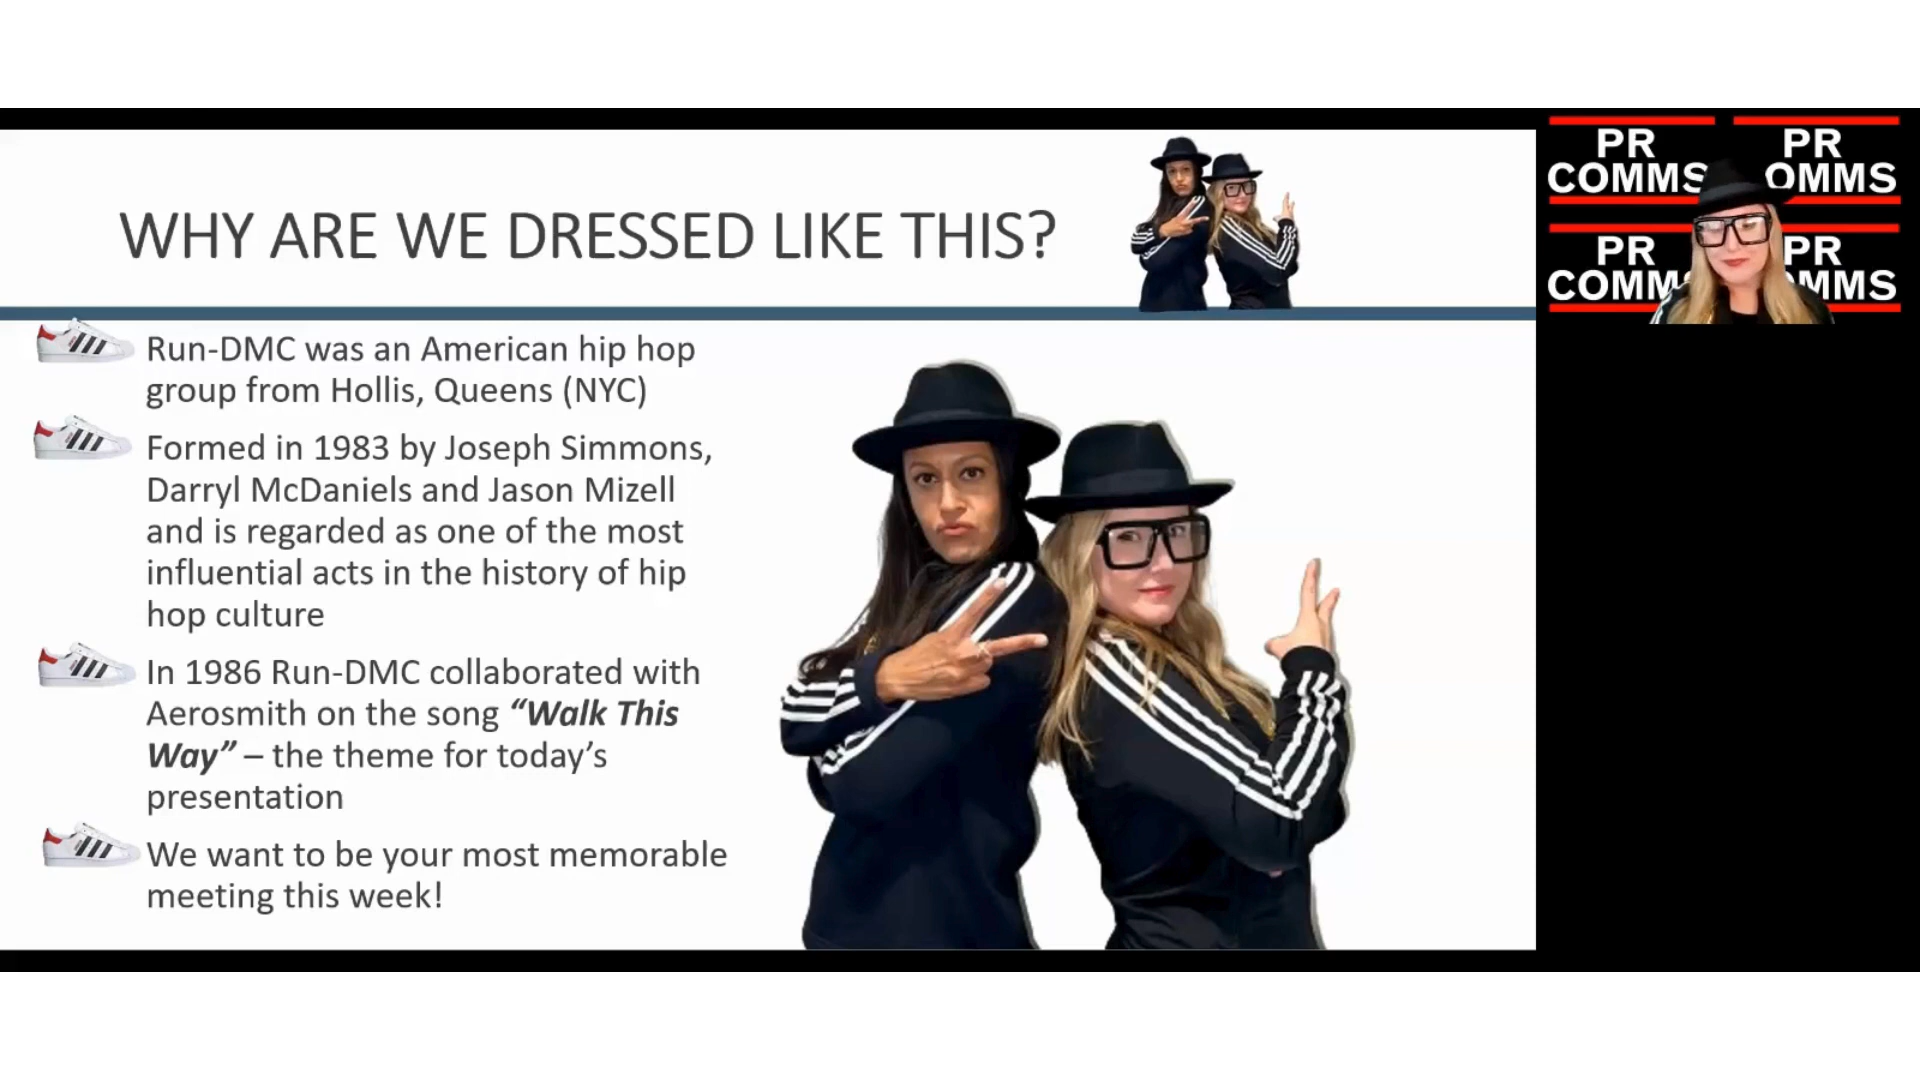 WHY ARE WE DRESSED LIKE THIS?
Run-DMC was an American hip hop
group from Hollis, Queens (NYC)
Formed in 1983 by Joseph Simmons,
Darryl McDaniels and Jason Mizell
and is regarded as one of the most
influential acts in the history of hip
hop culture
In 1986 Run-DMC collaborated with
Aerosmith on the song “Walk This
Way” – the theme for today’s
presentation
We want to be your most memorable
meeting this week!
PR
COMMS
PR
OMMS
PR
COMM
PR
MMS